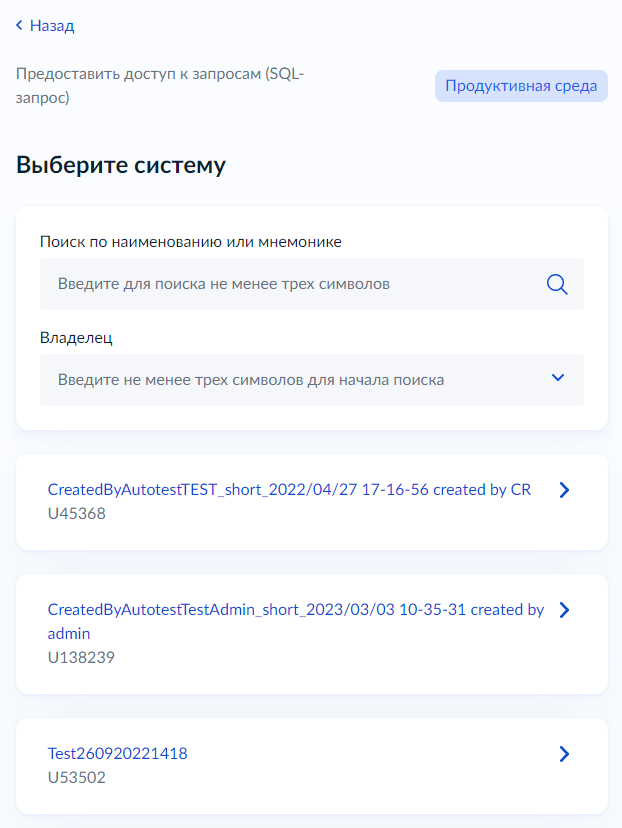 Назад
Предоставить доступ к запросам (SQL-
запрос)
Продуктивная среда
Выберите систему
Поиск по наименованию или мнемонике
Введите для поиска не менее трех символов
Владелец
Введите не менее трех символов для начала поиска
CreatedByAutotestTEST_short_2022/04/27 17-16-56 created by CR
U45368
CreatedByAutotestTestAdmin_short_2023/03/03 10-35-31 created by
admin
U138239
Test260920221418
U53502